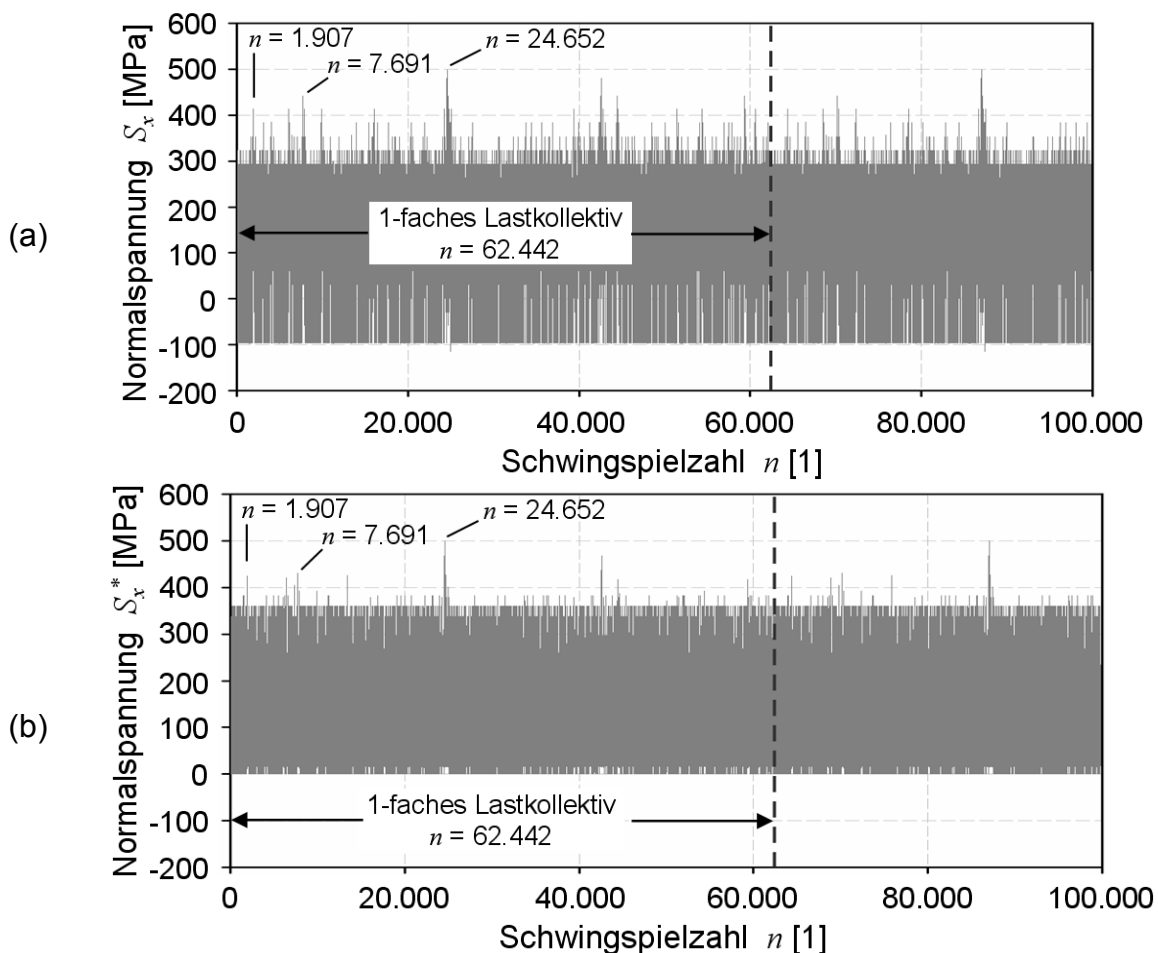 (a)
Normalspannung Sₓ [MPa]
600
500
400
300
200
100
0
-100
-200
n = 1.907
n = 7.691
n = 24.652
1-faches Lastkollektiv
n = 62.442
0
20.000
40.000
60.000
80.000
100.000
Schwingspielzahl n [1]
(b)
Normalspannung Sₓ* [MPa]
600
500
400
300
200
100
0
-100
-200
n = 1.907
n = 7.691
n = 24.652
1-faches Lastkollektiv
n = 62.442
0
20.000
40.000
60.000
80.000
100.000
Schwingspielzahl n [1]